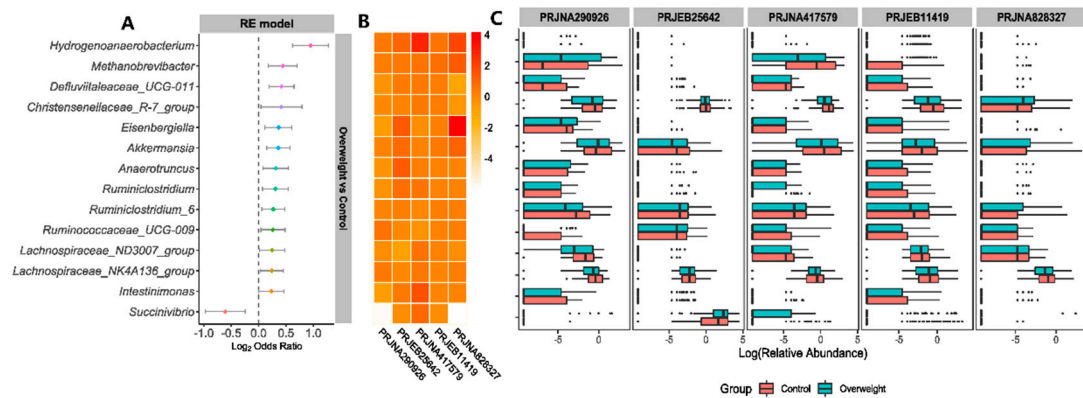 A
RE model
Hydrogenoanaerobacterium
Methanobrevibacter
Defluviitaleaceae_UCG-011
Christensenellaceae_R-7_group
Eisenbergiella
Akkermansia
Anaerotruncus
Ruminiclostridium
Ruminiclostridium_6
Ruminococcaceae_UCG-009
Lachnospiraceae_ND3007_group
Lachnospiraceae_NK4A136_group
Intestinimonas
Succinivibrio
-1.0 -0.5 0.0 0.5 1.0
Log2 Odds Ratio
Overweight vs Control
B
4
2
0
-2
-4
PRJNA290926
PRJEB25642
PRJNA417579
PRJEB11419
PRJNA828327
C
PRJNA290926 PRJEB25642 PRJNA417579 PRJEB11419 PRJNA828327
-5 0 -5 0 -5 0 -5 0 -5 0
Log(Relative Abundance)
Group Control Overweight